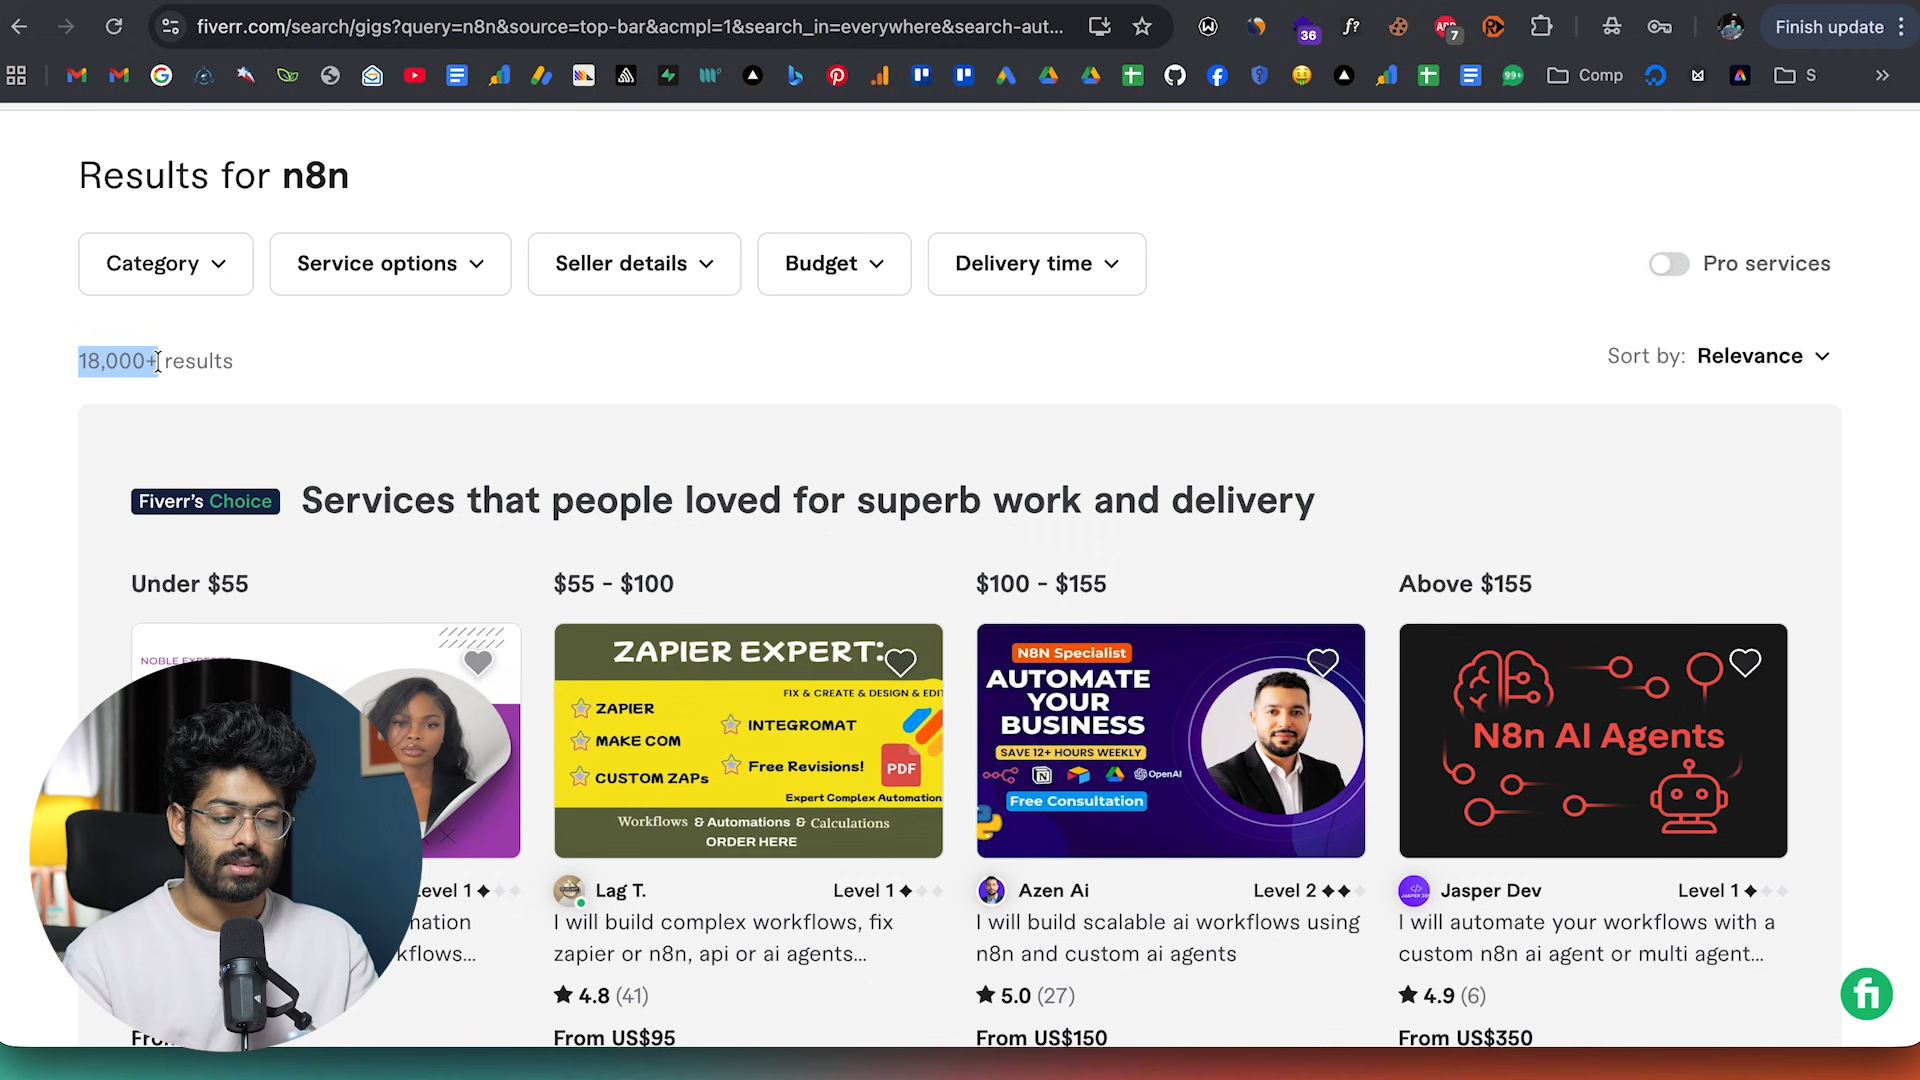 fiverr.com/search/gigs?query=n8n&source=top-bar&acmpl=1&search_in=everywhere&search-aut...
36
7
Finish update
99+
Comp
S
Results for n8n
Category
Service options
Seller details
Budget
Delivery time
Pro services
18,000+ results
Sort by: Relevance
Fiverr's Choice
Services that people loved for superb work and delivery
Under $55
$55 - $100
$100 - $155
Above $155
ZAPIER EXPERT:
FIX & CREATE & DESIGN & EDIT
ZAPIER
MAKE COM
CUSTOM ZAPs
INTEGROMAT
Free Revisions!
PDF
Expert Complex Automation
Workflows & Automations & Calculations
ORDER HERE
N8N Specialist
AUTOMATE
YOUR
BUSINESS
SAVE 12+ HOURS WEEKLY
OpenAI
Free Consultation
N8n AI Agents
Level 1
Lag T.
Level 1
Azen Ai
Level 2
Jasper Dev
Level 1
kflows...
I will build complex workflows, fix
zapier or n8n, api or ai agents...
I will build scalable ai workflows using
n8n and custom ai agents
I will automate your workflows with a
custom n8n ai agent or multi agent...
4.8 (41)
5.0 (27)
4.9 (6)
From US$95
From US$150
From US$350
fi